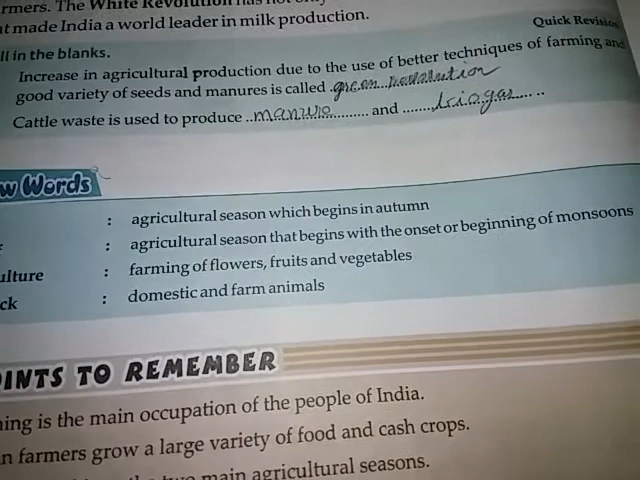 rmers. The White Revolution has not only
t made India a world leader in milk production.
Quick Revision
ll in the blanks.
Increase in agricultural production due to the use of better techniques of farming and
good variety of seeds and manures is called .green revolution
Cattle waste is used to produce ..manure.......... and .......biogas.... ..
w Words
: agricultural season which begins in autumn
: agricultural season that begins with the onset or beginning of monsoons
ulture : farming of flowers, fruits and vegetables
ck : domestic and farm animals
INTS TO REMEMBER
ing is the main occupation of the people of India.
n farmers grow a large variety of food and cash crops.
two main agricultural seasons.